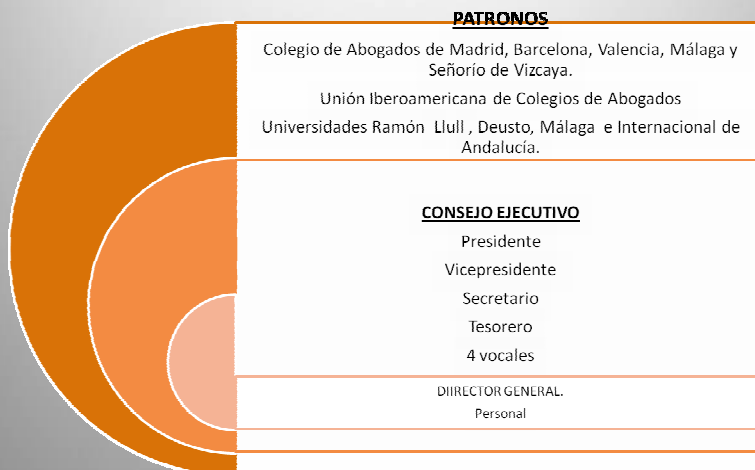 PATRONOS
Colegio de Abogados de Madrid, Barcelona, Valencia, Málaga y
Señorío de Vizcaya.
Unión Iberoamericana de Colegios de Abogados
Universidades Ramón Llull , Deusto, Málaga e Internacional de
Andalucía.
CONSEJO EJECUTIVO
Presidente
Vicepresidente
Secretario
Tesorero
4 vocales
DIIRECTOR GENERAL.
Personal